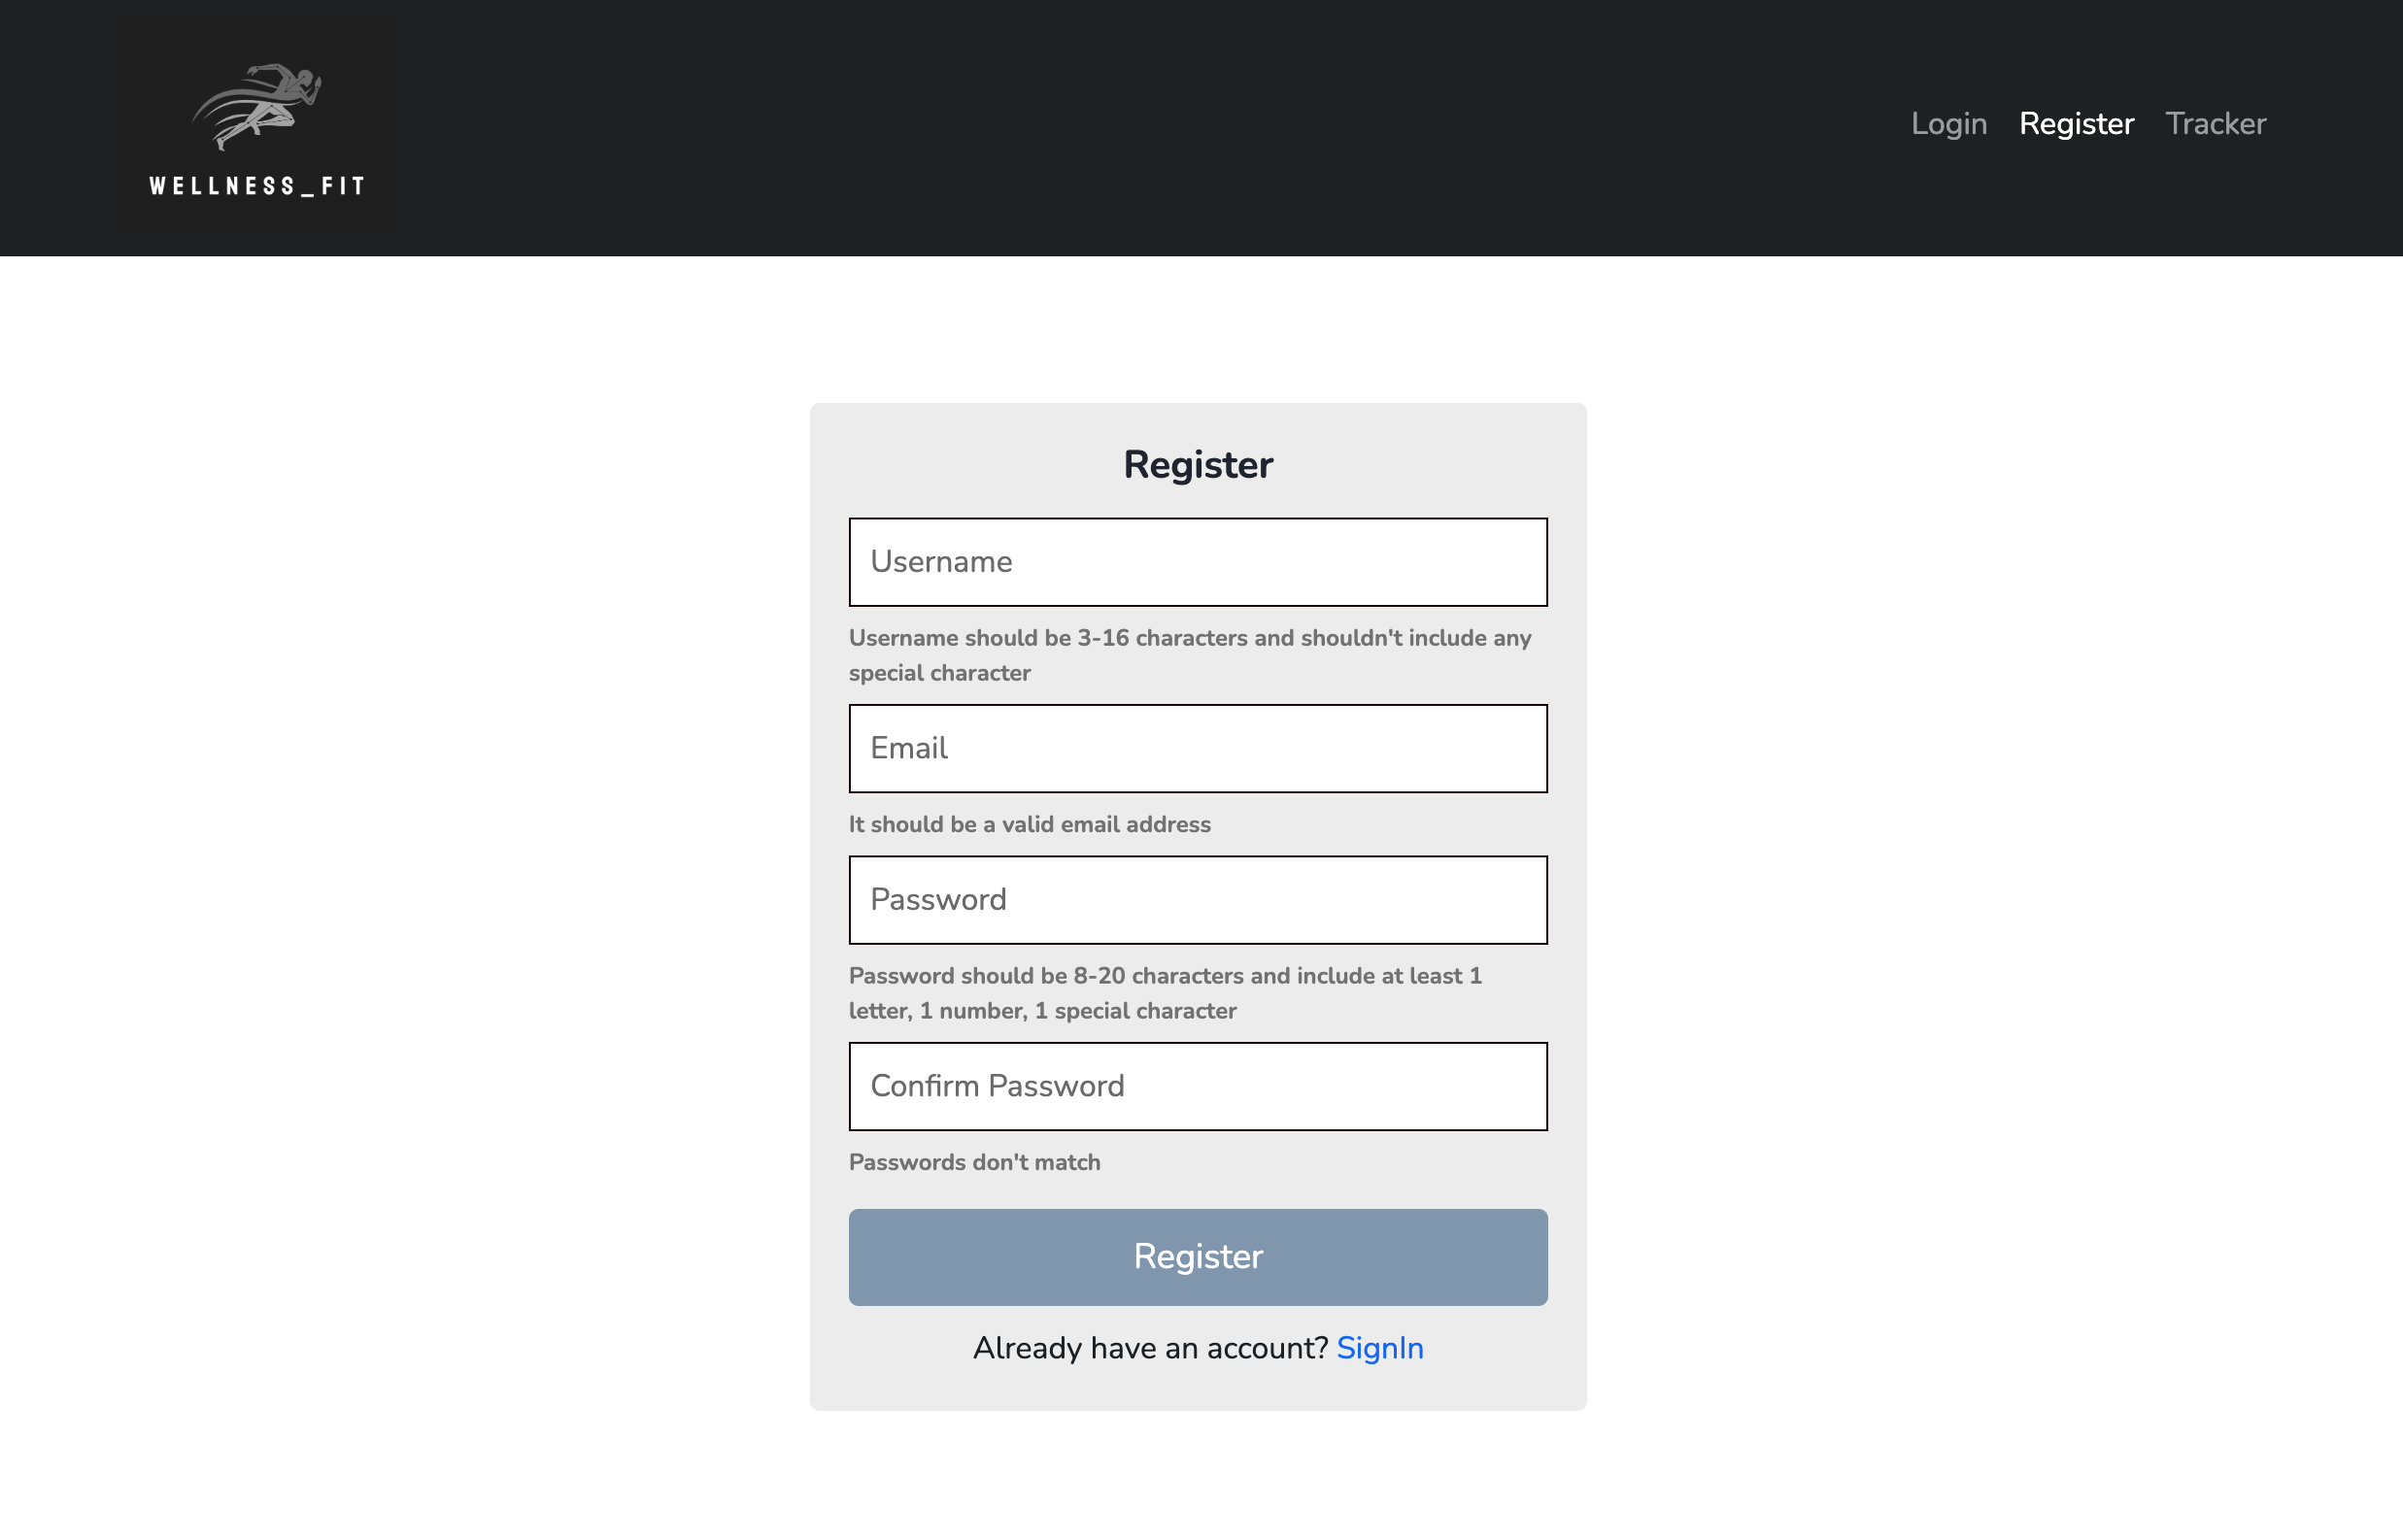 WELLNESS_FIT
Login Register Tracker
Register
Username
Username should be 3-16 characters and shouldn't include any
special character
Email
It should be a valid email address
Password
Password should be 8-20 characters and include at least 1
letter, 1 number, 1 special character
Confirm Password
Passwords don't match
Register
Already have an account? SignIn